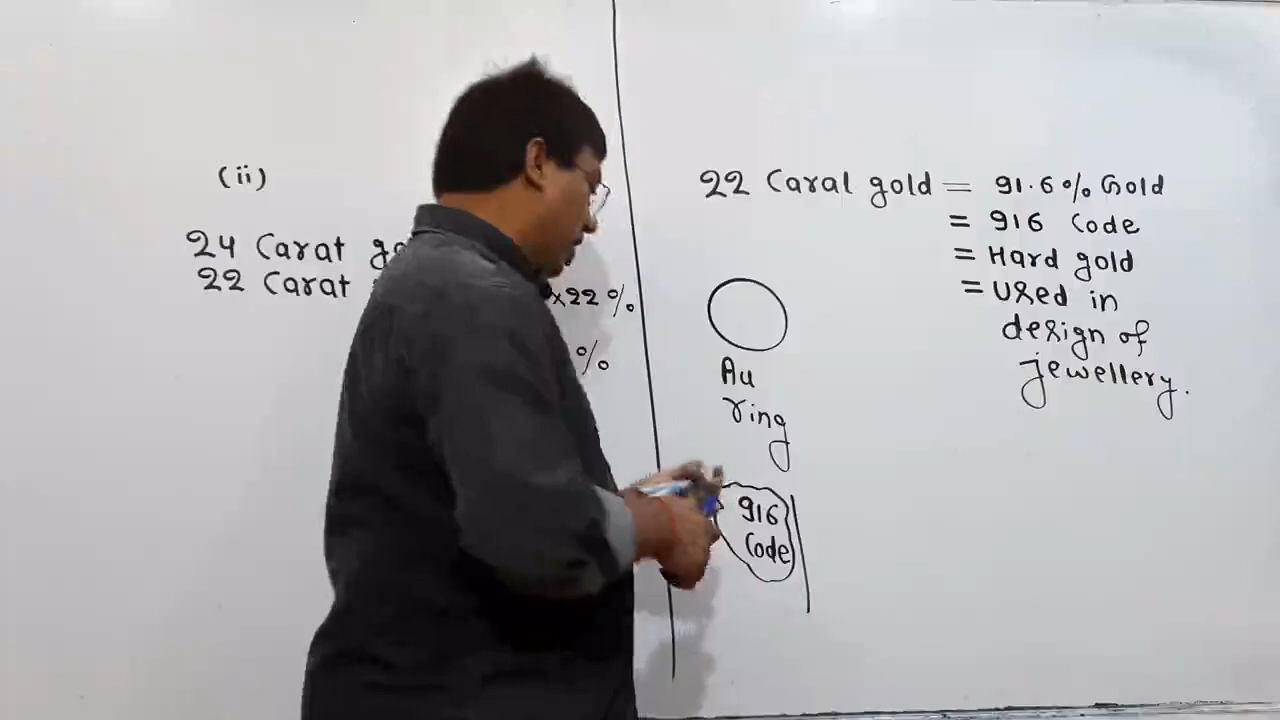 (ii)
24 Carat
22 Carat
×22%
%
22 Caral gold = 91.6% Gold
= 916 Code
= Hard gold
= Used in
design of
jewellery.
Au
ring
916
Code